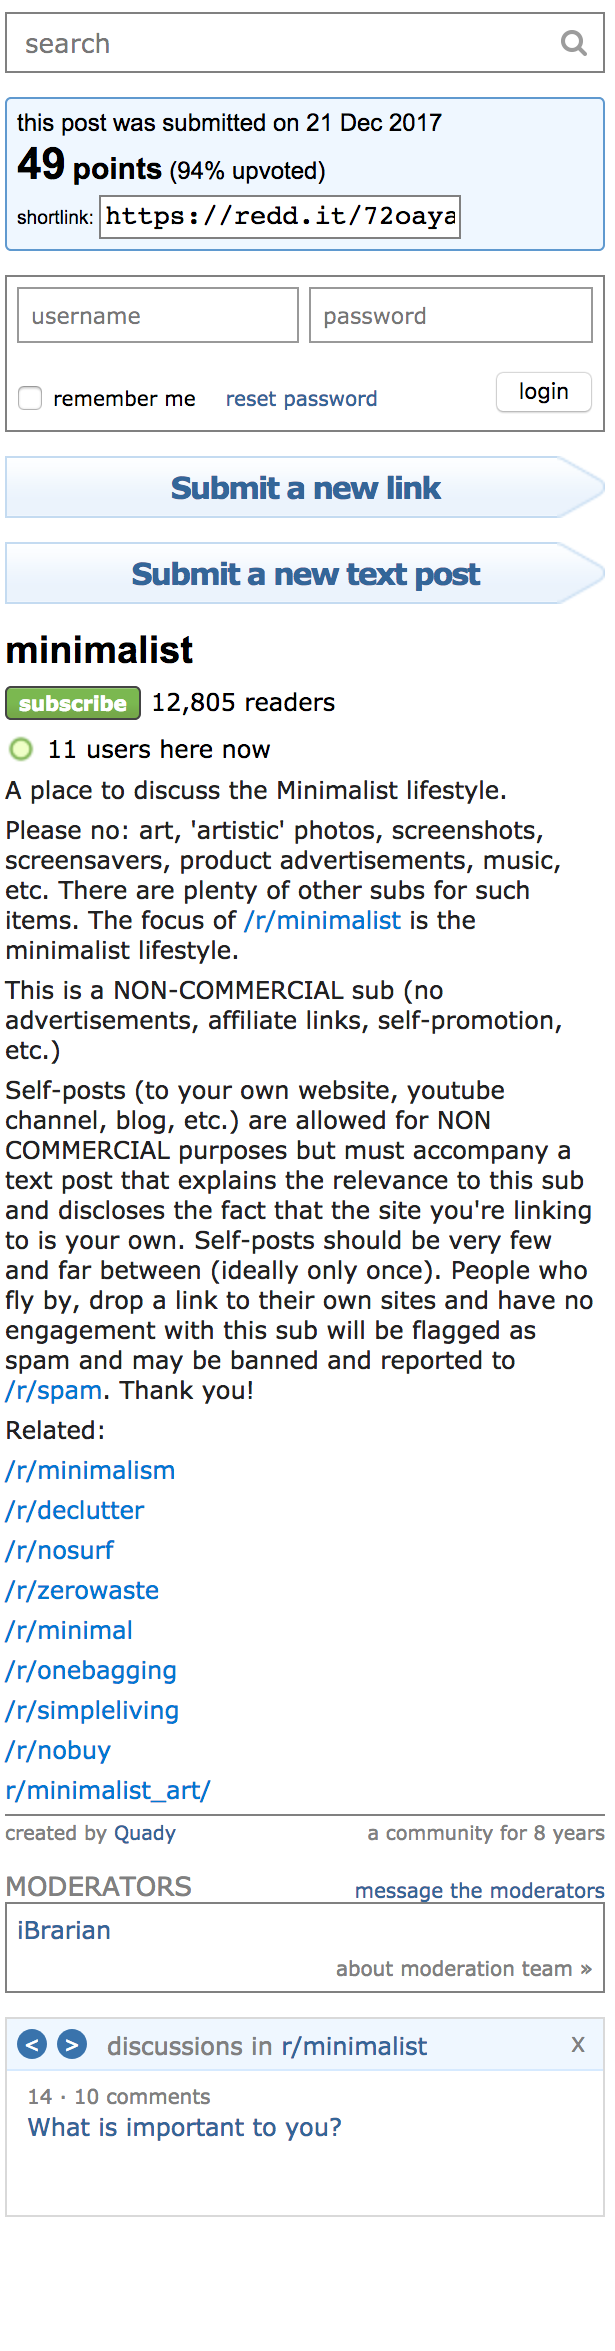 search
this post was submitted on 21 Dec 2017
49 points (94% upvoted)
shortlink: https://redd.it/72oaya
username password
remember me reset password login
Submit a new link
Submit a new text post
minimalist
subscribe 12,805 readers
11 users here now
A place to discuss the Minimalist lifestyle.
Please no: art, 'artistic' photos, screenshots,
screensavers, product advertisements, music,
etc. There are plenty of other subs for such
items. The focus of /r/minimalist is the
minimalist lifestyle.
This is a NON-COMMERCIAL sub (no
advertisements, affiliate links, self-promotion,
etc.)
Self-posts (to your own website, youtube
channel, blog, etc.) are allowed for NON
COMMERCIAL purposes but must accompany a
text post that explains the relevance to this sub
and discloses the fact that the site you're linking
to is your own. Self-posts should be very few
and far between (ideally only once). People who
fly by, drop a link to their own sites and have no
engagement with this sub will be flagged as
spam and may be banned and reported to
/r/spam. Thank you!
Related:
/r/minimalism
/r/declutter
/r/nosurf
/r/zerowaste
/r/minimal
/r/onebagging
/r/simpleliving
/r/nobuy
r/minimalist_art/
created by Quady a community for 8 years
MODERATORS message the moderators
iBrarian
about moderation team »
< > discussions in r/minimalist X
14 · 10 comments
What is important to you?